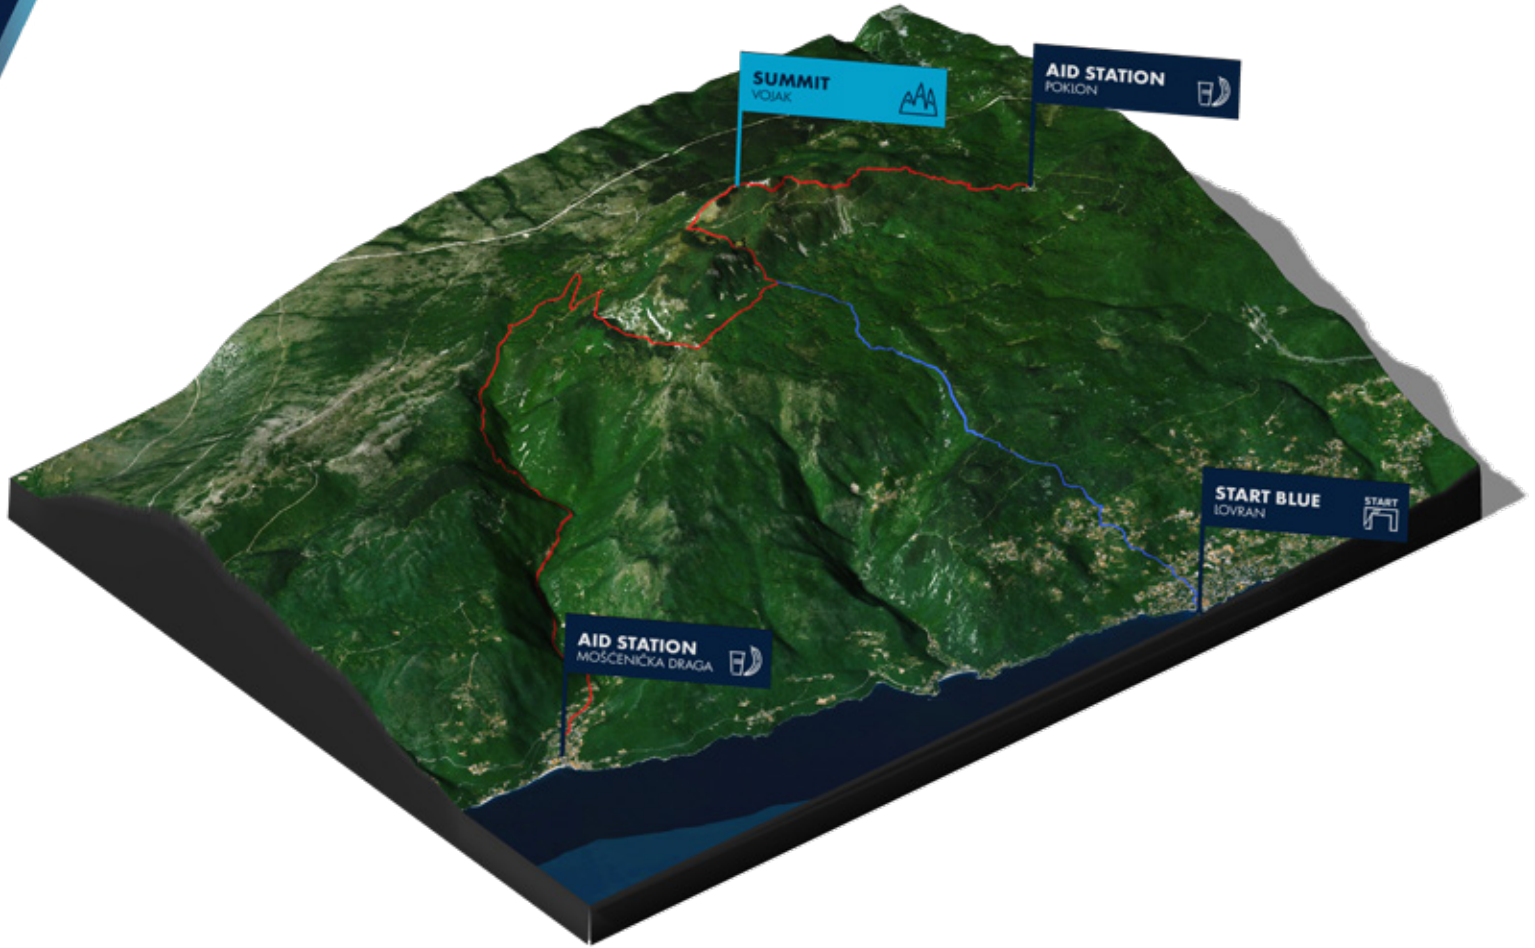 SUMMIT
VOJAK
AID STATION
POKLON
START BLUE
LOVRAN
START
AID STATION
MOŠĆENIČKA DRAGA